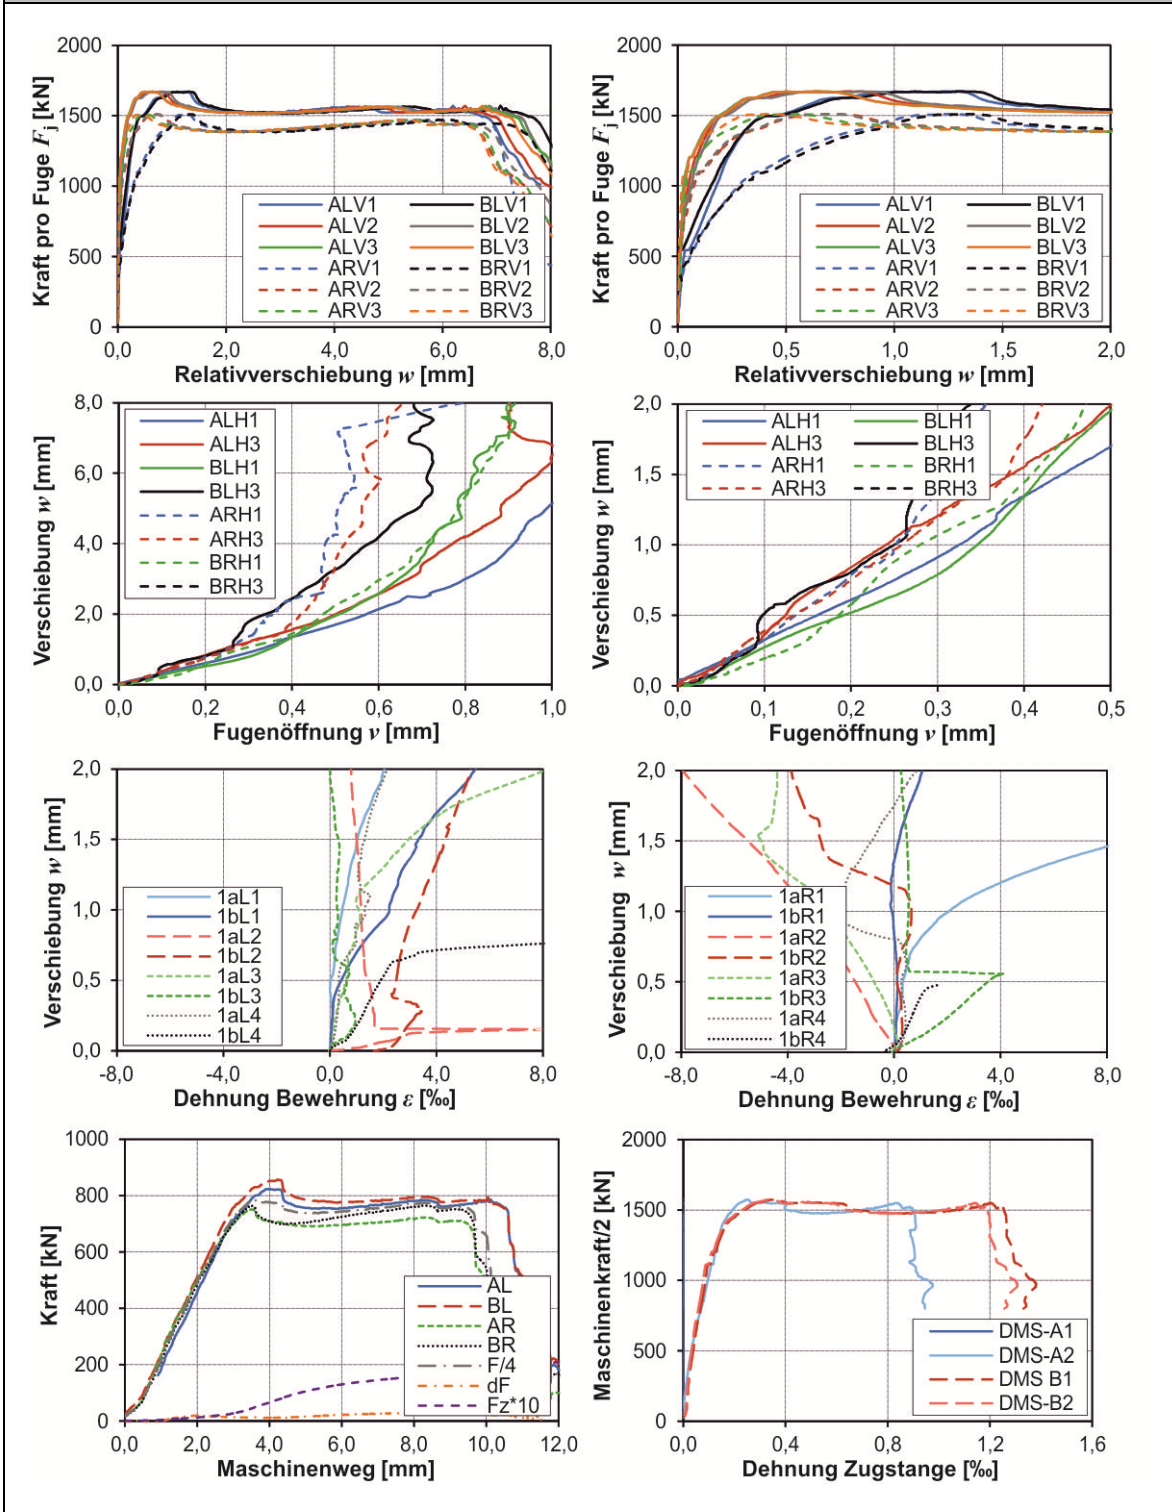 Kraft pro Fuge Fj [kN]
2000
1500
1000
500
0
ALV1 BLV1
ALV2 BLV2
ALV3 BLV3
ARV1 BRV1
ARV2 BRV2
ARV3 BRV3
0,0 2,0 4,0 6,0 8,0
Relativverschiebung w [mm]
Kraft pro Fuge Fj [kN]
2000
1500
1000
500
0
ALV1 BLV1
ALV2 BLV2
ALV3 BLV3
ARV1 BRV1
ARV2 BRV2
ARV3 BRV3
0,0 0,5 1,0 1,5 2,0
Relativverschiebung w [mm]
Verschiebung w [mm]
8,0
6,0
4,0
2,0
0,0
ALH1
ALH3
BLH1
BLH3
ARH1
ARH3
BRH1
BRH3
0,0 0,2 0,4 0,6 0,8 1,0
Fugenöffnung v [mm]
Verschiebung w [mm]
2,0
1,5
1,0
0,5
0,0
ALH1 BLH1
ALH3 BLH3
ARH1 BRH1
ARH3 BRH3
0,0 0,1 0,2 0,3 0,4 0,5
Fugenöffnung v [mm]
Verschiebung w [mm]
2,0
1,5
1,0
0,5
0,0
1aL1
1bL1
1aL2
1bL2
1aL3
1bL3
1aL4
1bL4
-8,0 -4,0 0,0 4,0 8,0
Dehnung Bewehrung ε [‰]
Verschiebung w [mm]
2,0
1,5
1,0
0,5
0,0
1aR1
1bR1
1aR2
1bR2
1aR3
1bR3
1aR4
1bR4
-8,0 -4,0 0,0 4,0 8,0
Dehnung Bewehrung ε [‰]
Kraft [kN]
1000
800
600
400
200
0
AL
BL
AR
BR
F/4
dF
Fz*10
0,0 2,0 4,0 6,0 8,0 10,0 12,0
Maschinenweg [mm]
Maschinenkraft/2 [kN]
2000
1500
1000
500
0
DMS-A1
DMS-A2
DMS B1
DMS-B2
0,0 0,4 0,8 1,2 1,6
Dehnung Zugstange [‰]